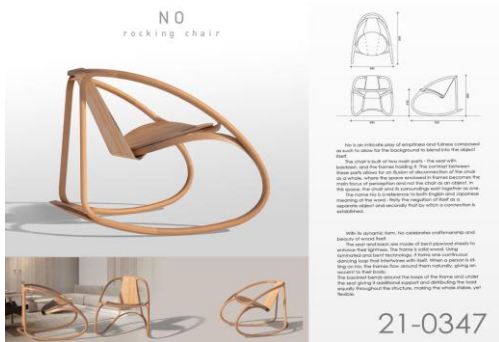 NO
rocking chair
No is an intricate play of emptiness and fullness composed
as such to allow for the background to blend into the object
itself.
The chair is built of two main parts - the seat with
backrest, and the frames holding it. The contrast between
these parts allows for an illusion of disconnection of the chair
as a whole, where the space enclosed in frames becomes the
main focus of perception and not the chair as an object. In
this space, the chair and its surroundings exist together as one.
The name No is a reference to both English and Japanese
meaning of the word - firstly the negation of itself as a
separate object and secondly that by which a connection is
established.
With its dynamic form, No celebrates craftsmanship and
beauty of wood itself.
The seat and back are made of bent plywood sheets to
enhance their lightness. The frame is solid wood. Using
laminated and bent technology, it forms one continuous
dancing loop that intertwines with itself. When a person is sit
ting on No, the frames flow around them naturally, giving an
accent to their body.
The backrest bends around the loops of the frame and under
the seat giving it additional support and distributing the load
equally throughout the structure, making the whole stable, yet
flexible.
21-0347